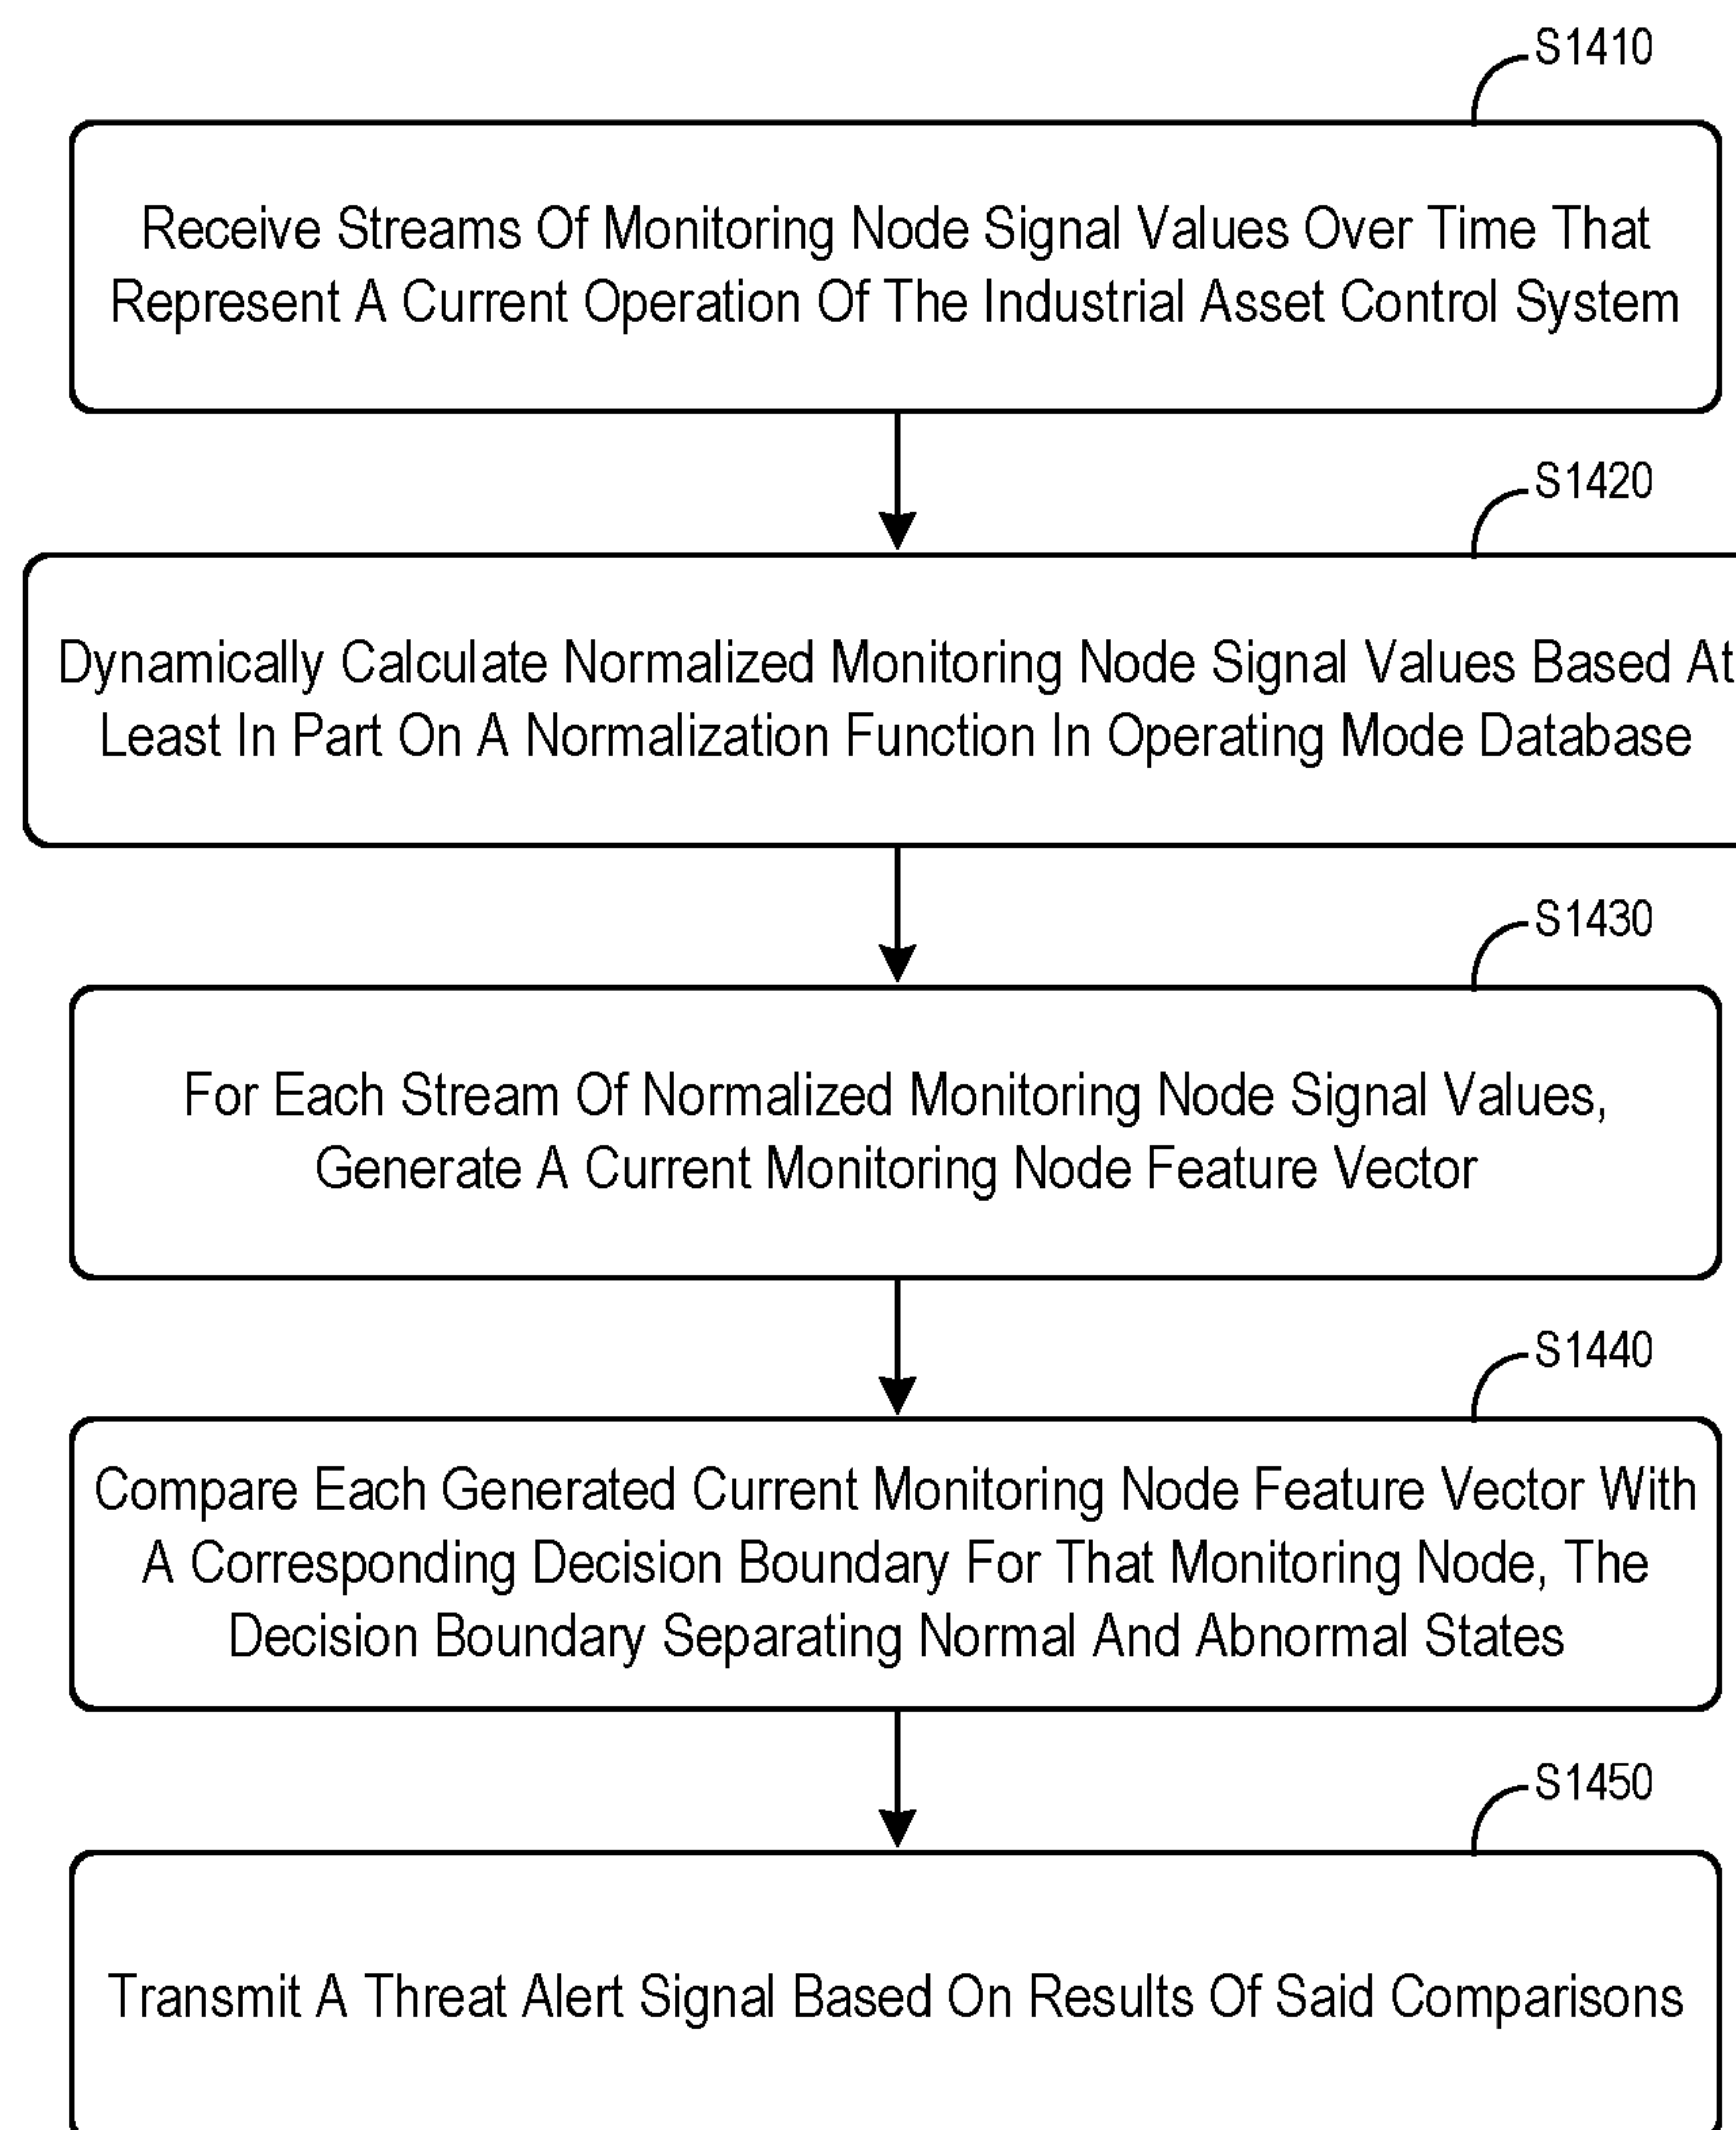 S1410
Receive Streams Of Monitoring Node Signal Values Over Time That
Represent A Current Operation Of The Industrial Asset Control System
S1420
Dynamically Calculate Normalized Monitoring Node Signal Values Based At
Least In Part On A Normalization Function In Operating Mode Database
S1430
For Each Stream Of Normalized Monitoring Node Signal Values,
Generate A Current Monitoring Node Feature Vector
S1440
Compare Each Generated Current Monitoring Node Feature Vector With
A Corresponding Decision Boundary For That Monitoring Node, The
Decision Boundary Separating Normal And Abnormal States
S1450
Transmit A Threat Alert Signal Based On Results Of Said Comparisons